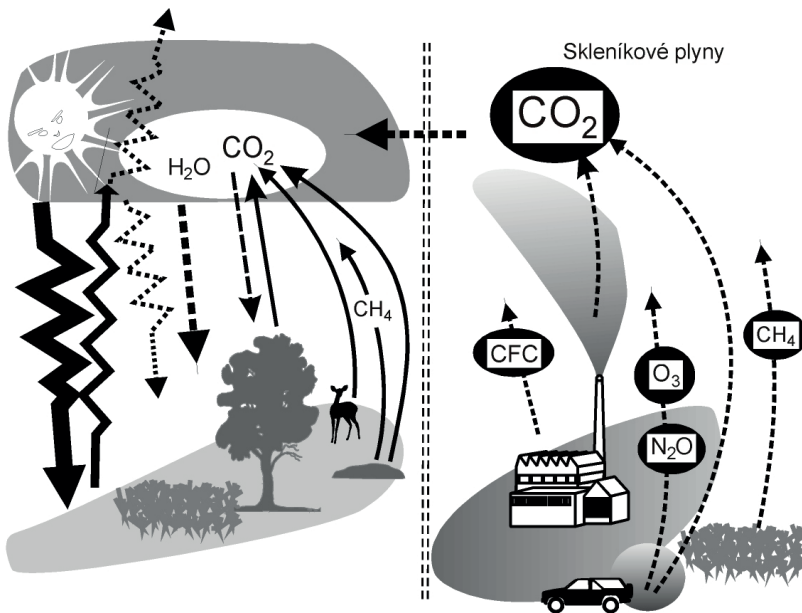 Skleníkové plyny
CO₂
H₂O
CO₂
CH₄
CFC
O₃
N₂O
CH₄